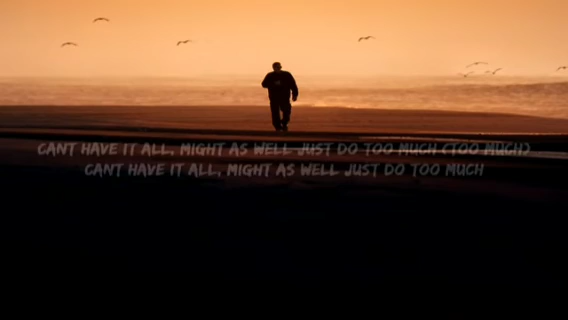 CANT HAVE IT ALL, MIGHT AS WELL JUST DO TOO MUCH (TOO MUCH)
CANT HAVE IT ALL, MIGHT AS WELL JUST DO TOO MUCH